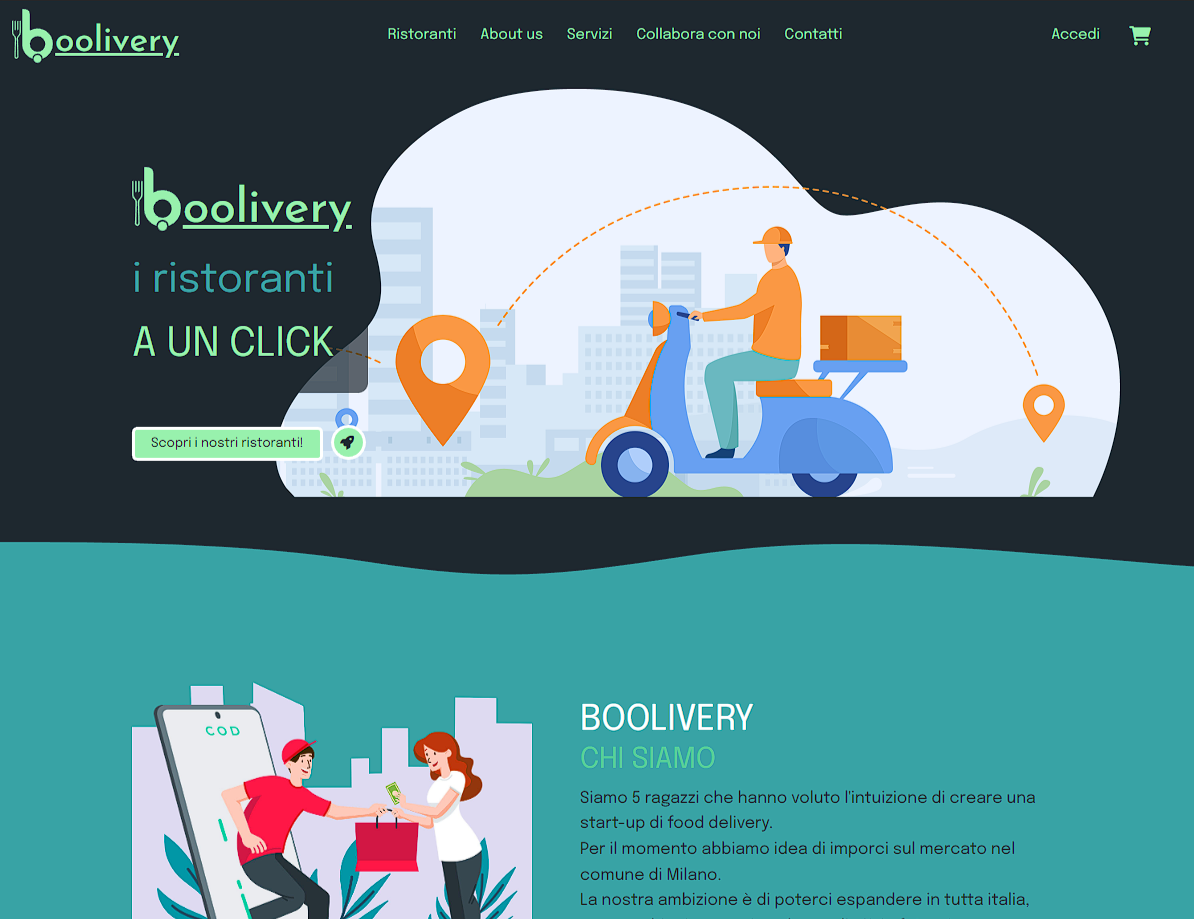 boolivery
Ristoranti About us Servizi Collabora con noi Contatti Accedi
boolivery
i ristoranti
A UN CLICK
Scopri i nostri ristoranti!
COD
BOOLIVERY
CHI SIAMO
Siamo 5 ragazzi che hanno voluto l'intuizione di creare una
start-up di food delivery.
Per il momento abbiamo idea di imporci sul mercato nel
comune di Milano.
La nostra ambizione è di poterci espandere in tutta italia,